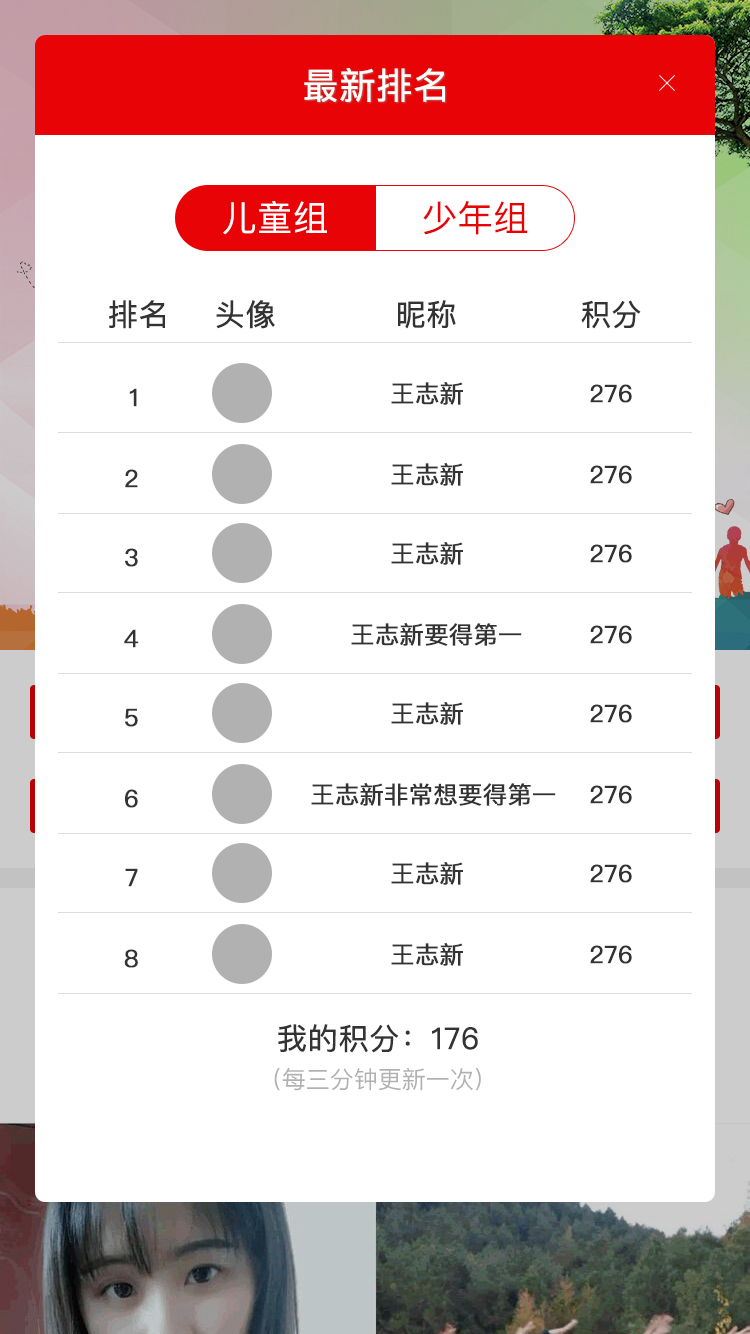 最新排名
儿童组 少年组
排名 头像 昵称 积分
1 王志新 276
2 王志新 276
3 王志新 276
4 王志新要得第一 276
5 王志新 276
6 王志新非常想要得第一 276
7 王志新 276
8 王志新 276
我的积分：176
（每三分钟更新一次）